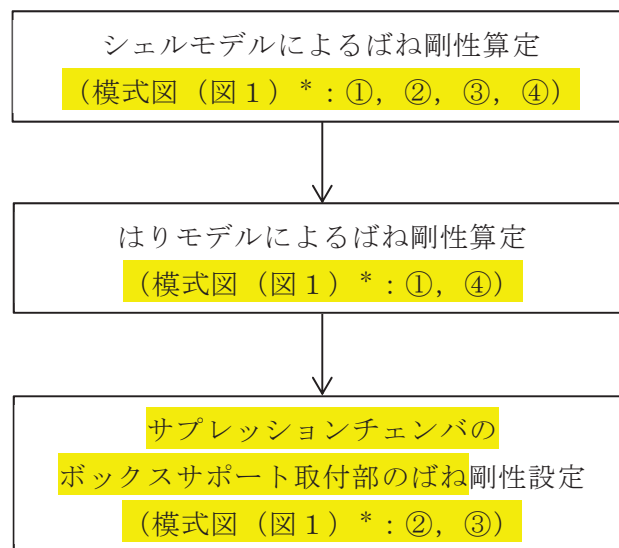 シェルモデルによるばね剛性算定
（模式図（図１）＊：①，②，③，④）
はりモデルによるばね剛性算定
（模式図（図１）＊：①，④）
サプレッションチェンバの
ボックスサポート取付部のばね剛性設定
（模式図（図１）＊：②，③）